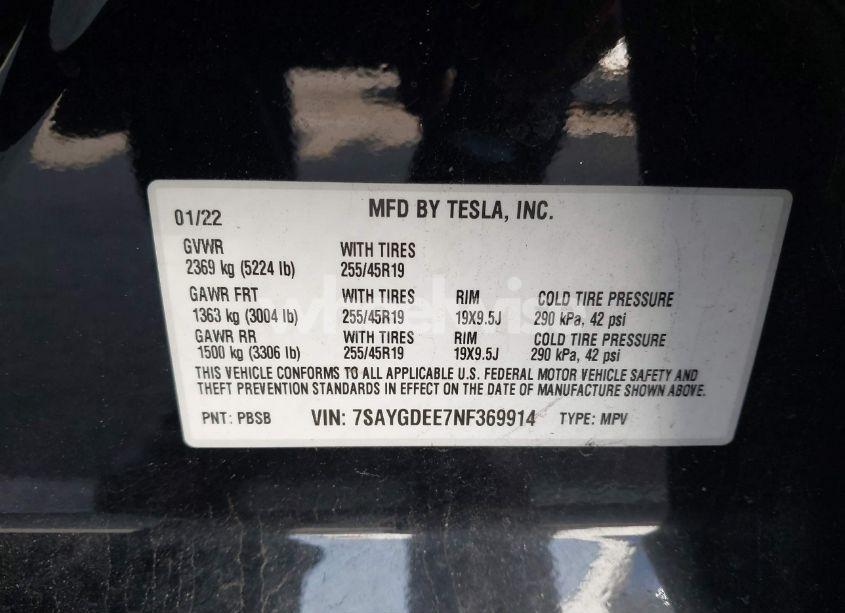 MFD BY TESLA, INC.
01/22
GVWR WITH TIRES
2369 kg (5224 lb) 255/45R19
GAWR FRT WITH TIRES RIM COLD TIRE PRESSURE
1363 kg (3004 lb) 255/45R19 19X9.5J 290 kPa, 42 psi
GAWR RR WITH TIRES RIM COLD TIRE PRESSURE
1500 kg (3306 lb) 255/45R19 19X9.5J 290 kPa, 42 psi
THIS VEHICLE CONFORMS TO ALL APPLICABLE U.S. FEDERAL MOTOR VEHICLE SAFETY AND
THEFT PREVENTION STANDARDS IN EFFECT ON THE DATE OF MANUFACTURE SHOWN ABOVE.
PNT: PBSB VIN: 7SAYGDEE7NF369914 TYPE: MPV